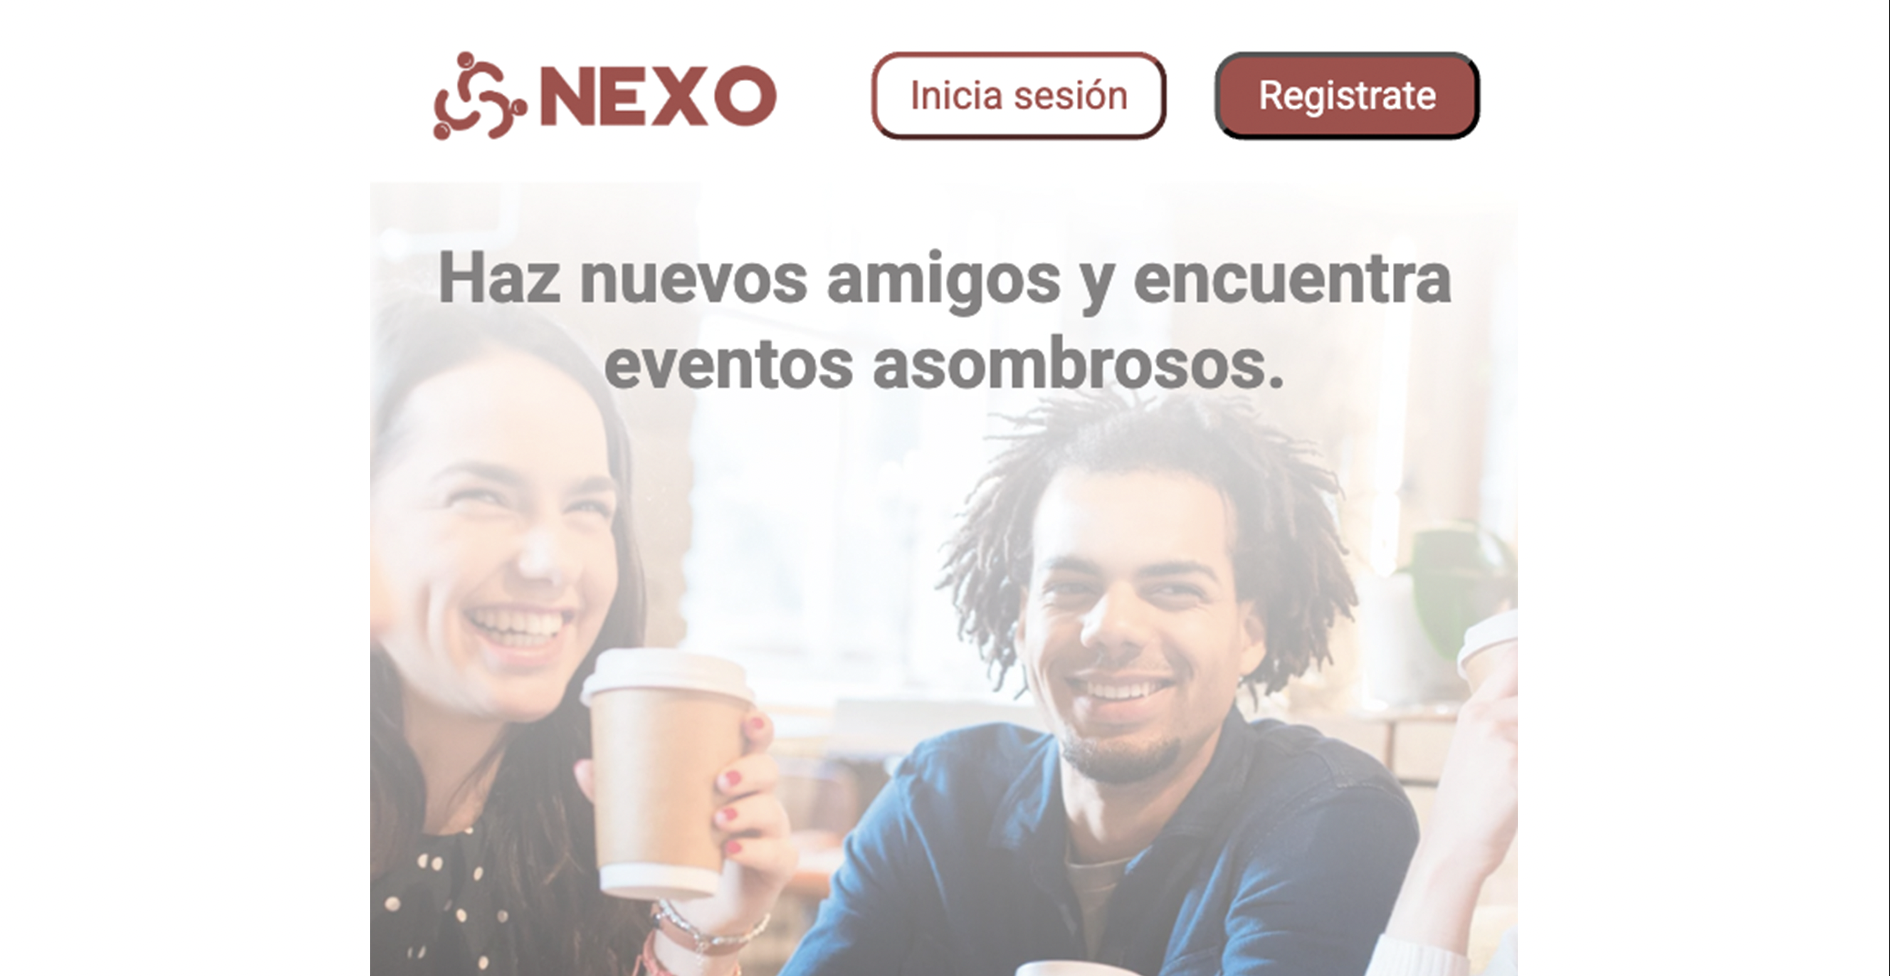 NEXO
Inicia sesión
Registrate
Haz nuevos amigos y encuentra
eventos asombrosos.